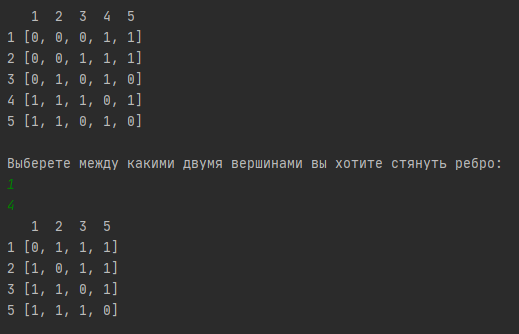 1  2  3  4  5
1 [0, 0, 0, 1, 1]
2 [0, 0, 1, 1, 1]
3 [0, 1, 0, 1, 0]
4 [1, 1, 1, 0, 1]
5 [1, 1, 0, 1, 0]
Выберете между какими двумя вершинами вы хотите стянуть ребро:
1
4
   1  2  3  5
1 [0, 1, 1, 1]
2 [1, 0, 1, 1]
3 [1, 1, 0, 1]
5 [1, 1, 1, 0]